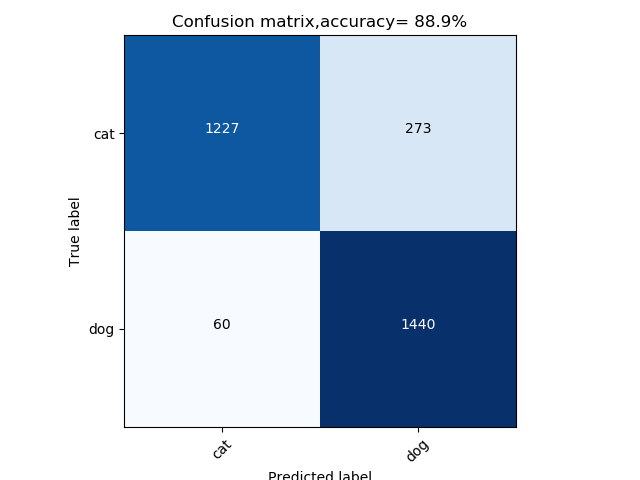 Confusion matrix,accuracy= 88.9%
True label
cat
1227
273
dog
60
1440
cat
dog
Predicted label